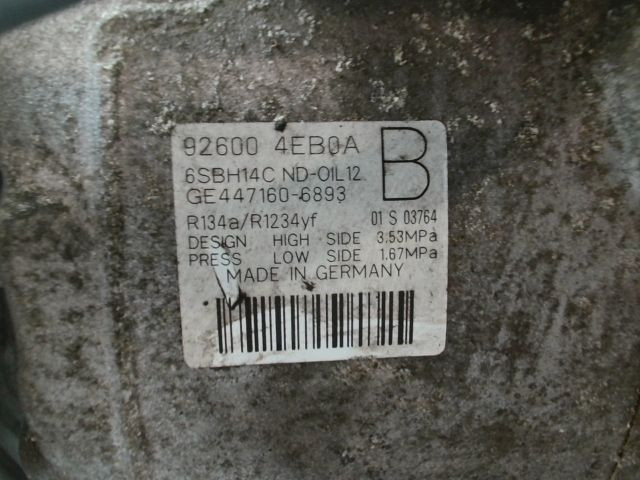 92600 4EB0A B
6SBH14C ND-OIL12
GE447160-6893
R134a/R1234yf 01 S 03764
DESIGN HIGH SIDE 3.53MPa
PRESS LOW SIDE 1.67MPa
MADE IN GERMANY